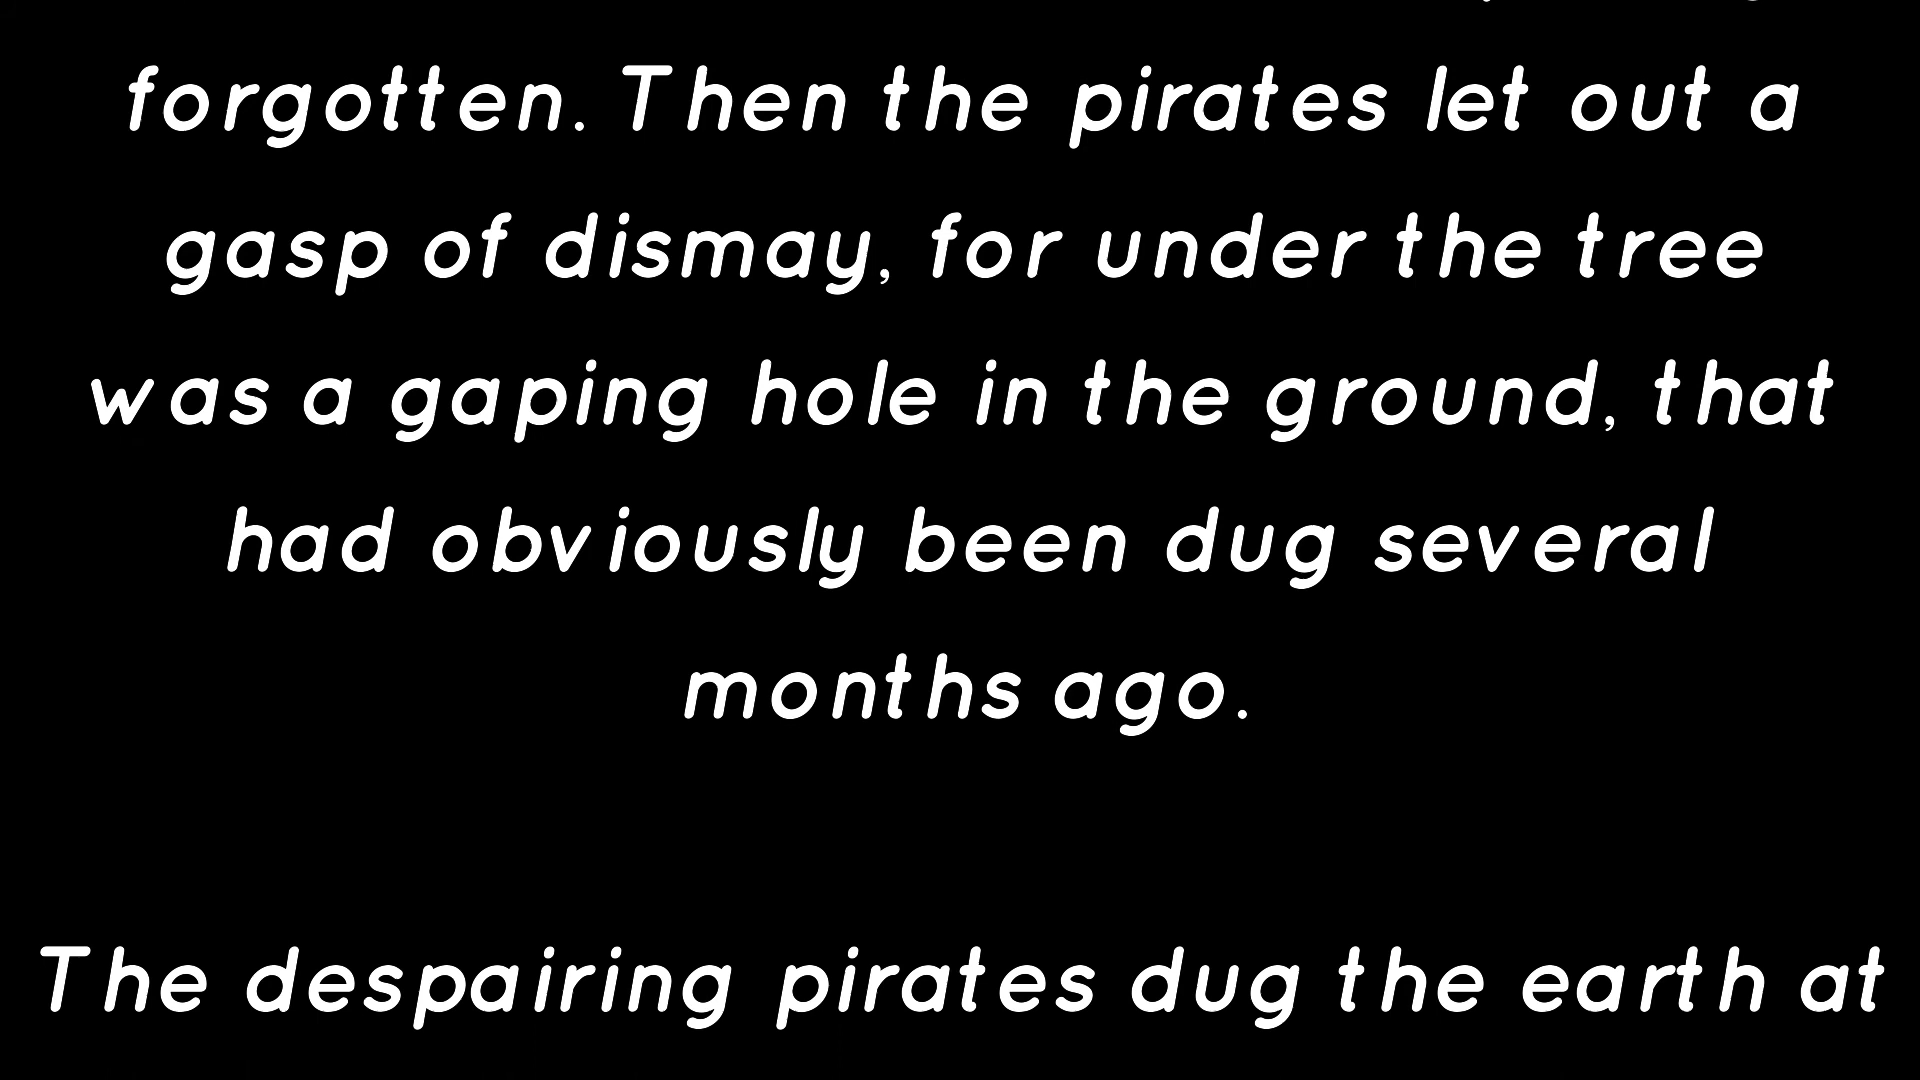 forgotten. Then the pirates let out a
gasp of dismay, for under the tree
was a gaping hole in the ground, that
had obviously been dug several
months ago.
The despairing pirates dug the earth at